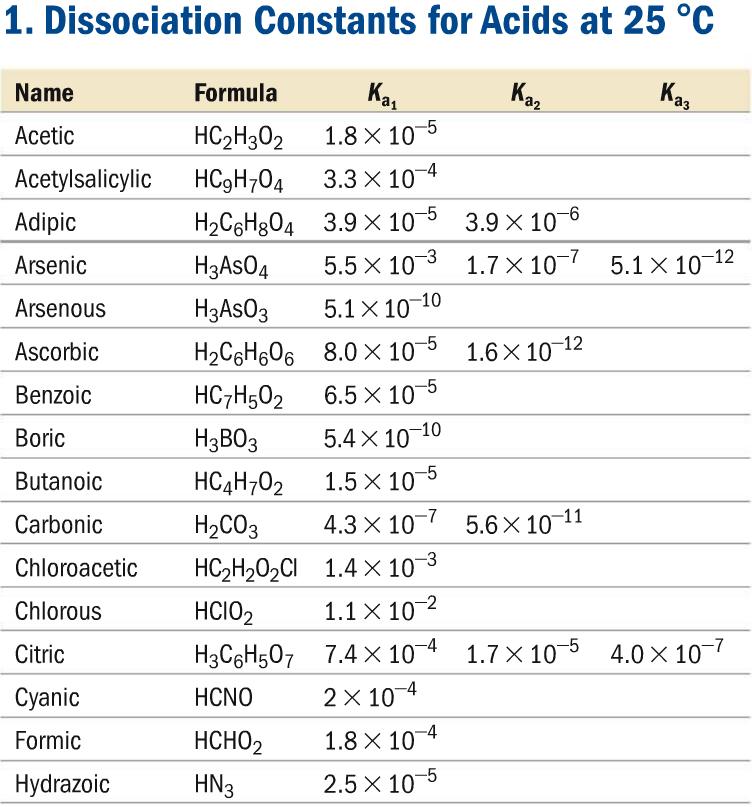 1. Dissociation Constants for Acids at 25 °C
Name Formula Kₐ₁ Kₐ₂ Kₐ₃
Acetic HC₂H₃O₂ 1.8 × 10⁻⁵
Acetylsalicylic HC₉H₇O₄ 3.3 × 10⁻⁴
Adipic H₂C₆H₈O₄ 3.9 × 10⁻⁵ 3.9 × 10⁻⁶
Arsenic H₃AsO₄ 5.5 × 10⁻³ 1.7 × 10⁻⁷ 5.1 × 10⁻¹²
Arsenous H₃AsO₃ 5.1 × 10⁻¹⁰
Ascorbic H₂C₆H₆O₆ 8.0 × 10⁻⁵ 1.6 × 10⁻¹²
Benzoic HC₇H₅O₂ 6.5 × 10⁻⁵
Boric H₃BO₃ 5.4 × 10⁻¹⁰
Butanoic HC₄H₇O₂ 1.5 × 10⁻⁵
Carbonic H₂CO₃ 4.3 × 10⁻⁷ 5.6 × 10⁻¹¹
Chloroacetic HC₂H₂O₂Cl 1.4 × 10⁻³
Chlorous HClO₂ 1.1 × 10⁻²
Citric H₃C₆H₅O₇ 7.4 × 10⁻⁴ 1.7 × 10⁻⁵ 4.0 × 10⁻⁷
Cyanic HCNO 2 × 10⁻⁴
Formic HCHO₂ 1.8 × 10⁻⁴
Hydrazoic HN₃ 2.5 × 10⁻⁵